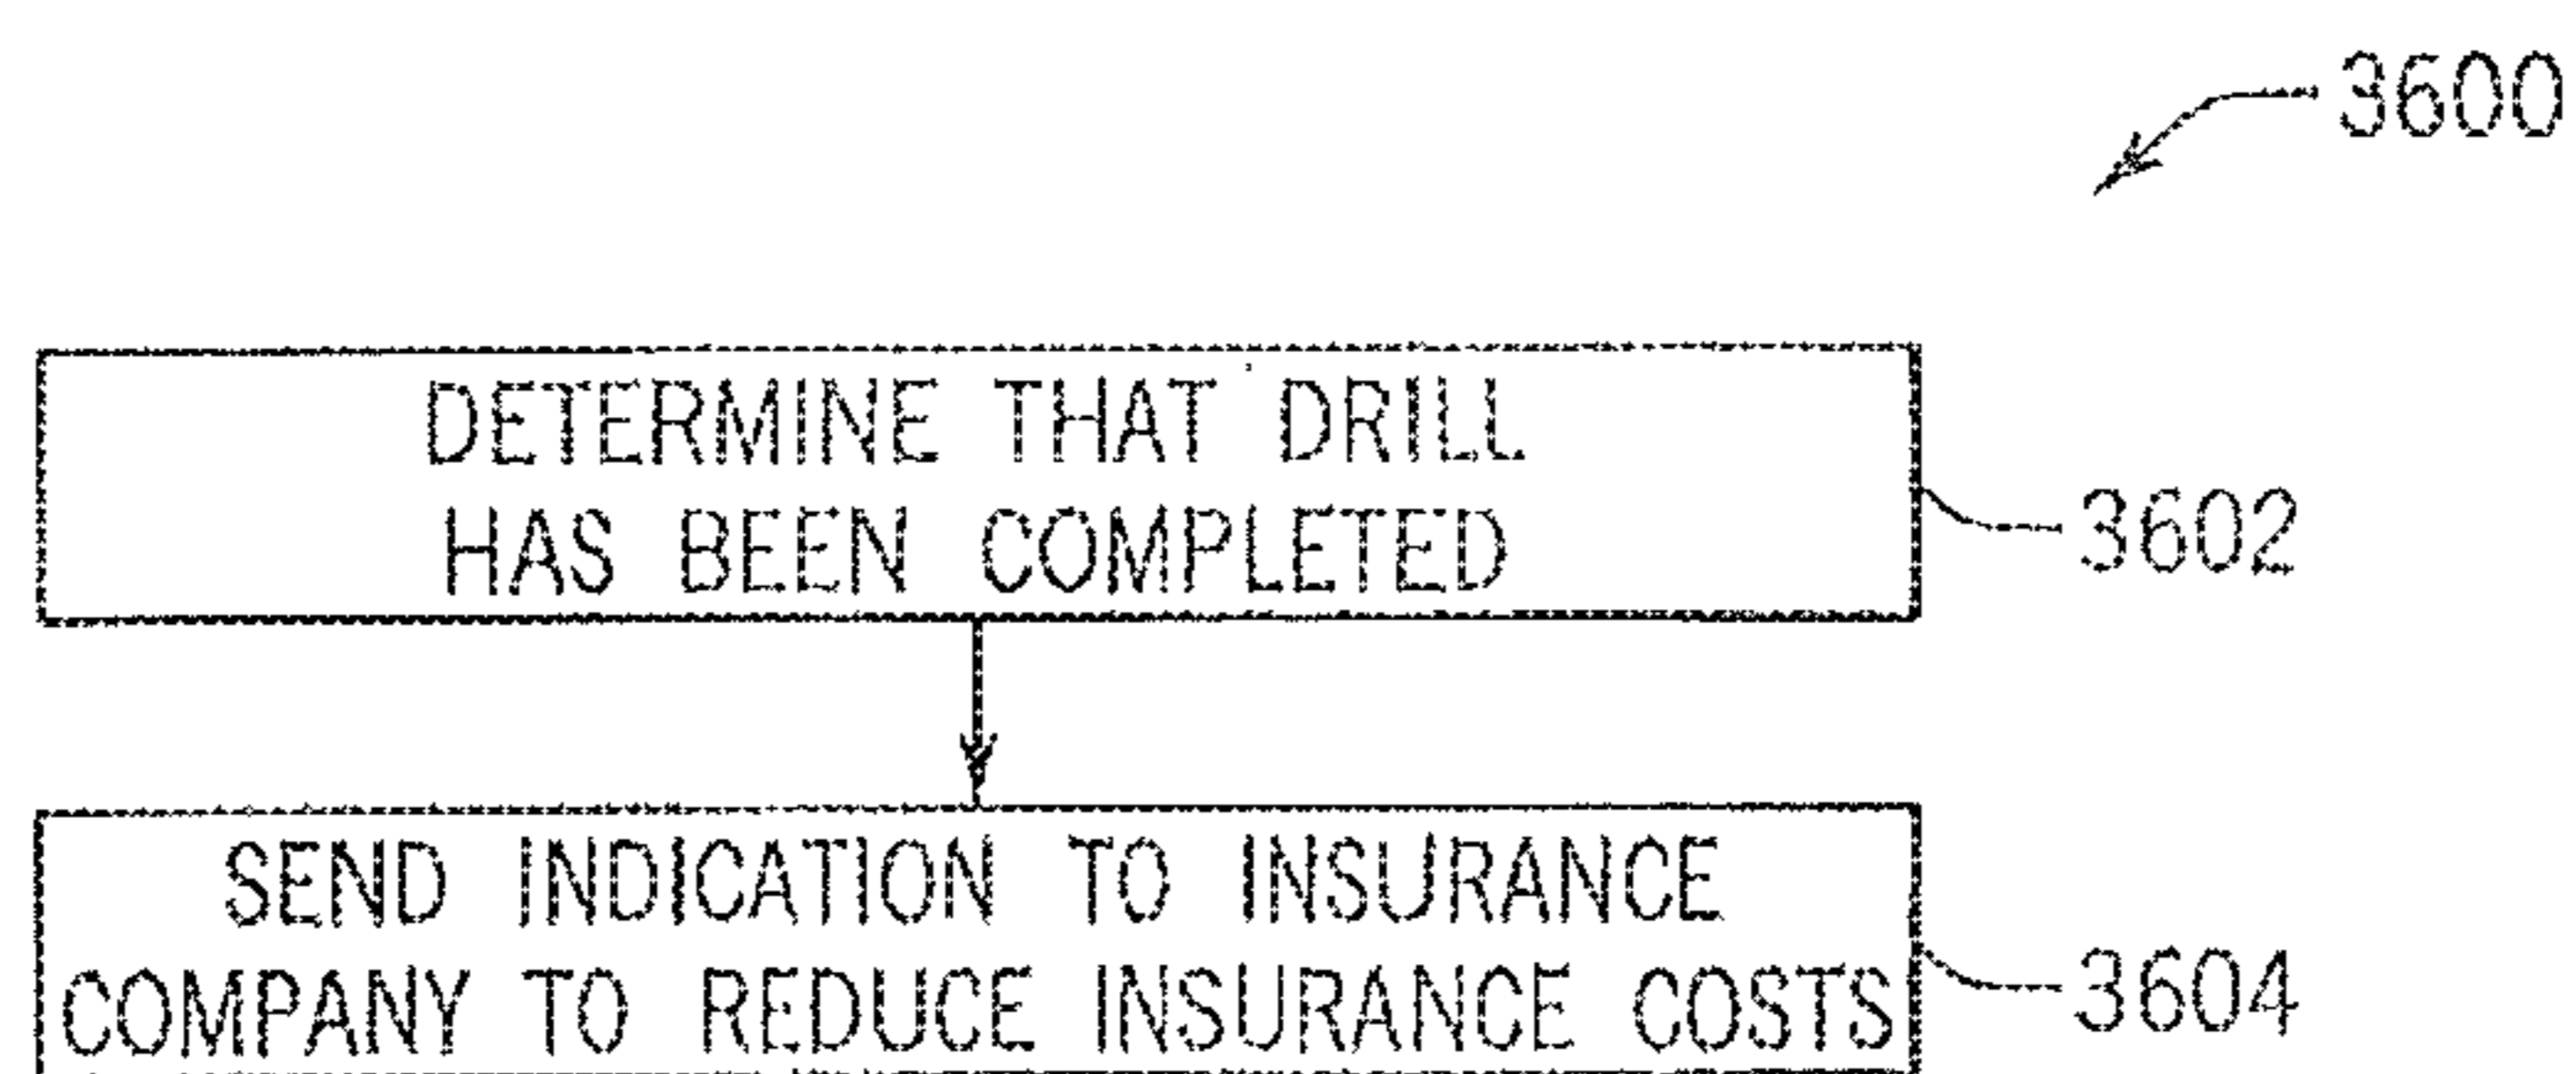 3600
DETERMINE THAT DRILL
HAS BEEN COMPLETED
3602
SEND INDICATION TO INSURANCE
COMPANY TO REDUCE INSURANCE COSTS
3604